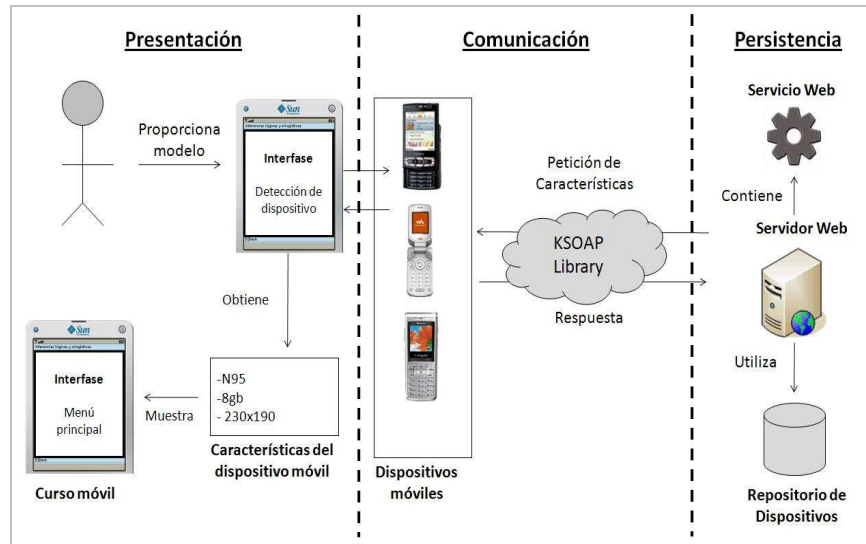 Presentación
Comunicación
Persistencia
Proporciona
modelo
Sun
Interfase
Detección de
dispositivo
Obtiene
Sun
Interfase
Menú
principal
Curso móvil
Muestra
-N95
-8gb
- 230x190
Características del
dispositivo móvil
Dispositivos
móviles
Petición de
Características
KSOAP
Library
Respuesta
Servicio Web
Contiene
Servidor Web
Utiliza
Repositorio de
Dispositivos